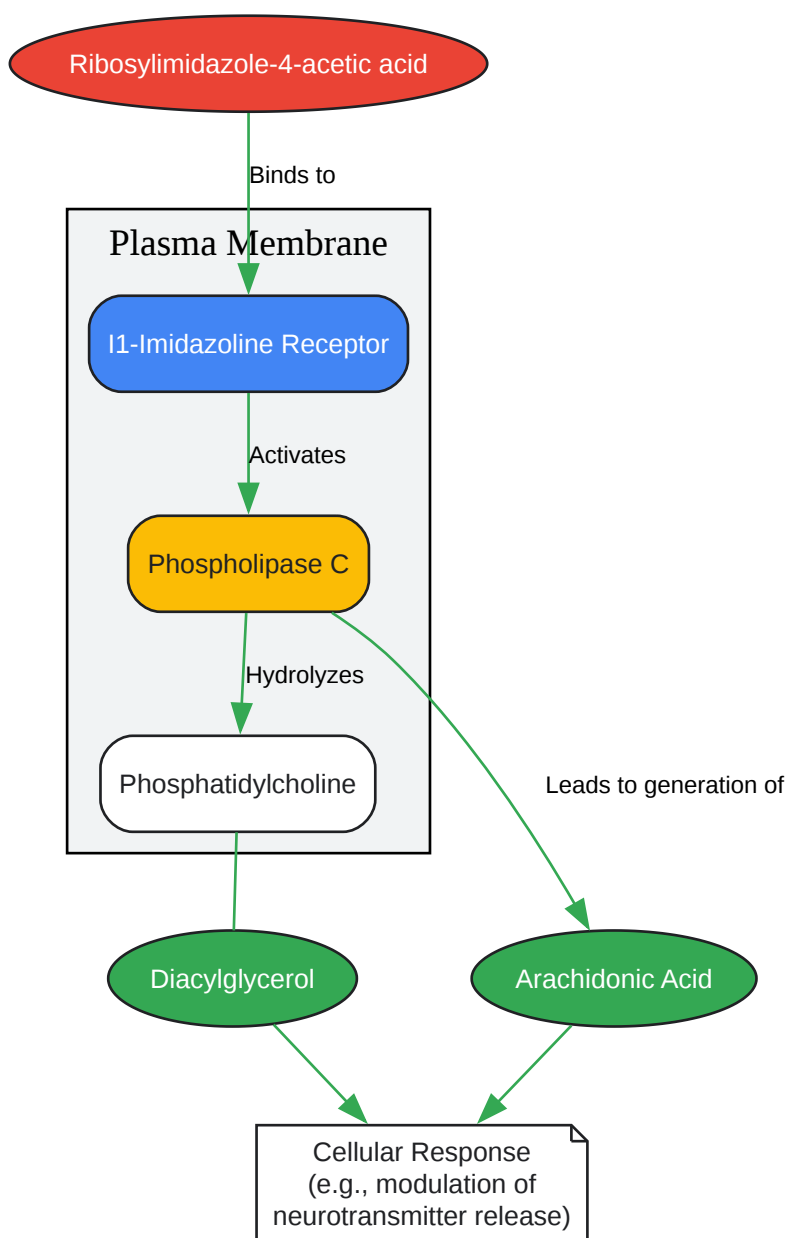 Ribosylimidazole-4-acetic acid
Binds to
Plasma Membrane
I1-Imidazoline Receptor
Activates
Phospholipase C
Hydrolyzes
Phosphatidylcholine
Leads to generation of
Diacylglycerol
Arachidonic Acid
Cellular Response
(e.g., modulation of
neurotransmitter release)